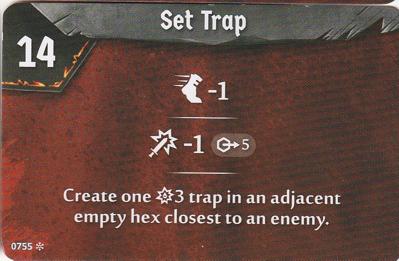 Set Trap
14
-1
-1 5
Create one 3 trap in an adjacent
empty hex closest to an enemy.
0755